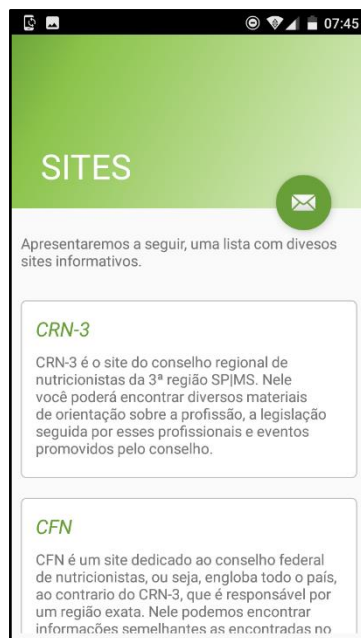 07:45
SITES
Apresentaremos a seguir, uma lista com divesos
sites informativos.
CRN-3
CRN-3 é o site do conselho regional de
nutricionistas da 3ª região SP|MS. Nele
você poderá encontrar diversos materiais
de orientação sobre a profissão, a legislação
seguida por esses profissionais e eventos
promovidos pelo conselho.
CFN
CFN é um site dedicado ao conselho federal
de nutricionistas, ou seja, engloba todo o país,
ao contrario do CRN-3, que é responsável por
um região exata. Nele podemos encontrar
informações semelhantes as encontradas no